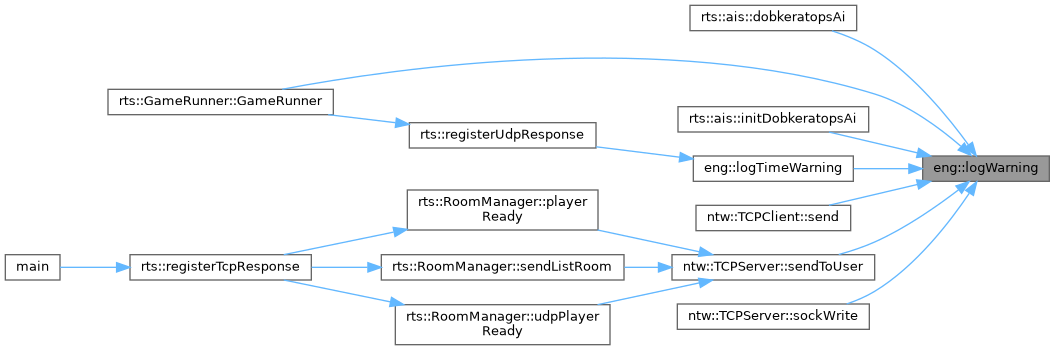 rts::ais::dobkeratopsAi
rts::GameRunner::GameRunner
rts::ais::initDobkeratopsAi
rts::registerUdpResponse
eng::logTimeWarning
eng::logWarning
rts::RoomManager::player
Ready
ntw::TCPClient::send
main
rts::registerTcpResponse
rts::RoomManager::sendListRoom
ntw::TCPServer::sendToUser
rts::RoomManager::udpPlayer
Ready
ntw::TCPServer::sockWrite